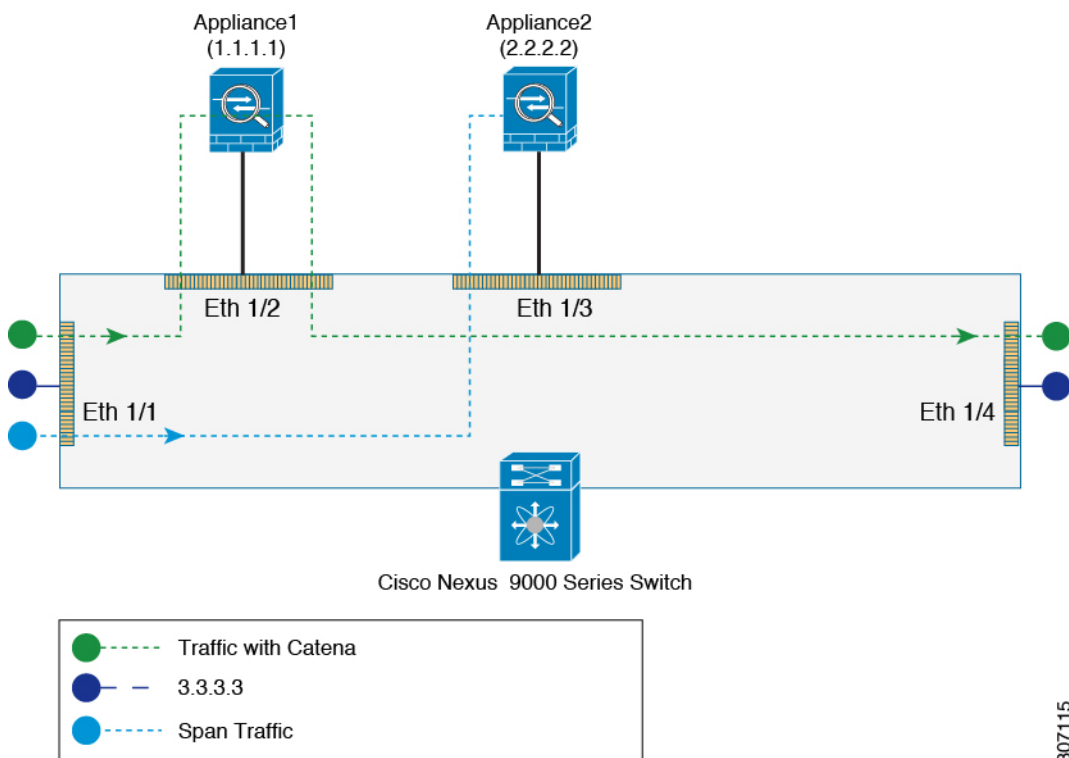 Appliance1
(1.1.1.1)
Appliance2
(2.2.2.2)
Eth 1/2
Eth 1/3
Eth 1/1
Eth 1/4
Cisco Nexus 9000 Series Switch
Traffic with Catena
3.3.3.3
Span Traffic
307115